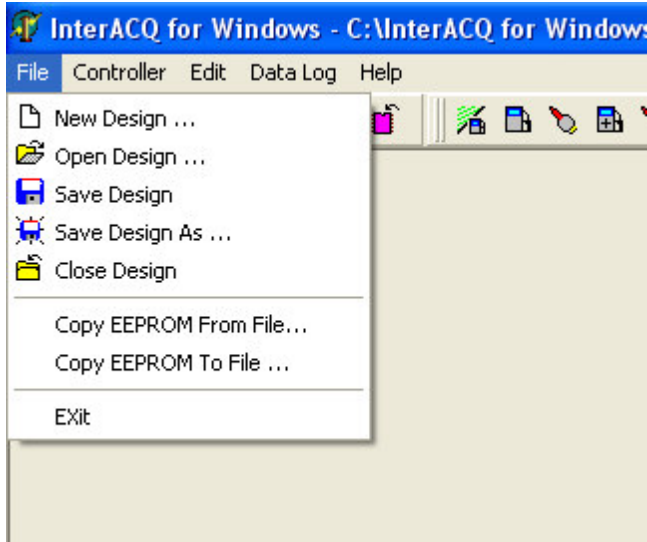 InterACQ for Windows - C:\InterACQ for Windows
File Controller Edit Data Log Help
New Design ...
Open Design ...
Save Design
Save Design As ...
Close Design
Copy EEPROM From File...
Copy EEPROM To File ...
EXit